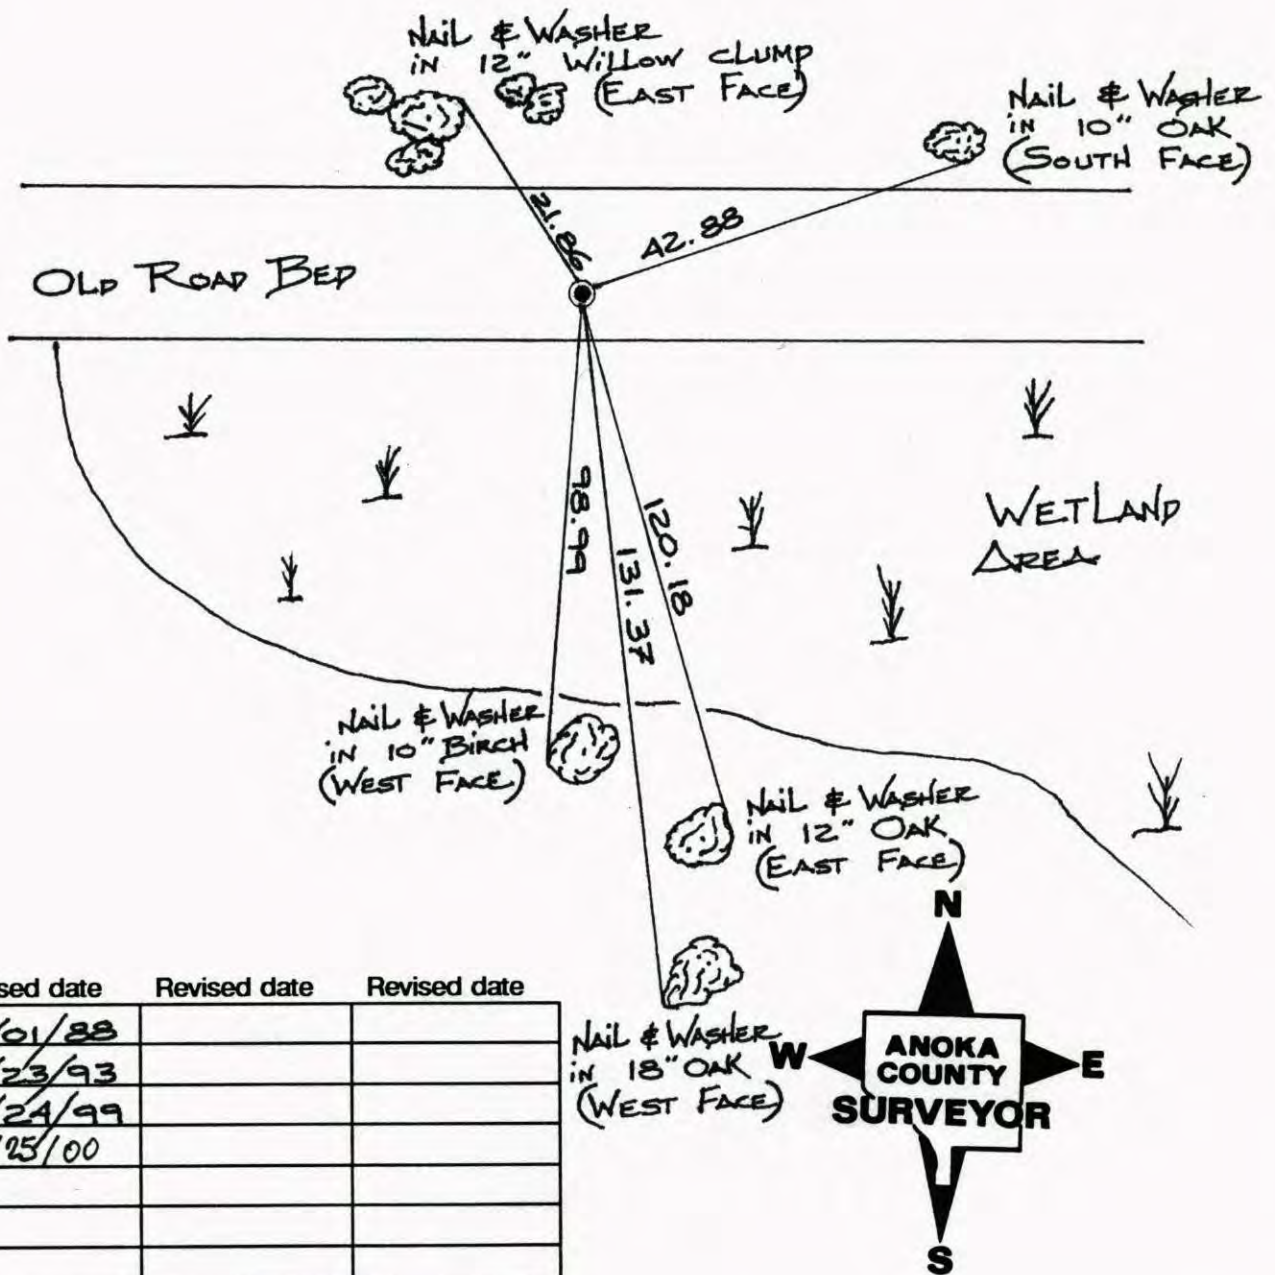 NAIL & WASHER
IN 12" WILLOW CLUMP
(EAST FACE)
NAIL & WASHER
IN 10" OAK
(SOUTH FACE)
21.86
42.88
OLD ROAD BED
98.99
131.37
120.18
WETLAND
AREA
NAIL & WASHER
IN 10" BIRCH
(WEST FACE)
NAIL & WASHER
IN 12" OAK
(EAST FACE)
NAIL & WASHER
IN 18" OAK
(WEST FACE)
N
W
E
S
ANOKA
COUNTY
SURVEYOR
sed date Revised date Revised date
/01/88
/23/93
/24/99
/25/00